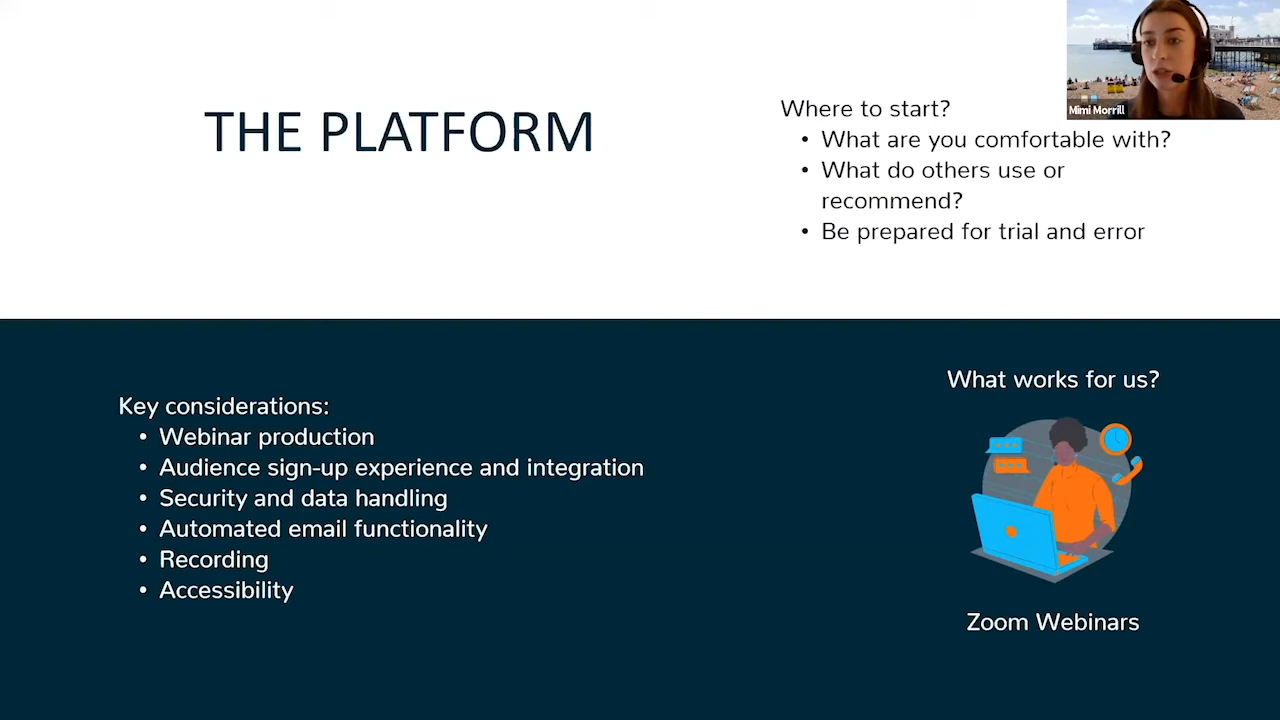 THE PLATFORM
Where to start?
• What are you comfortable with?
• What do others use or
recommend?
• Be prepared for trial and error
Mimi Morrill
Key considerations:
• Webinar production
• Audience sign-up experience and integration
• Security and data handling
• Automated email functionality
• Recording
• Accessibility
What works for us?
Zoom Webinars